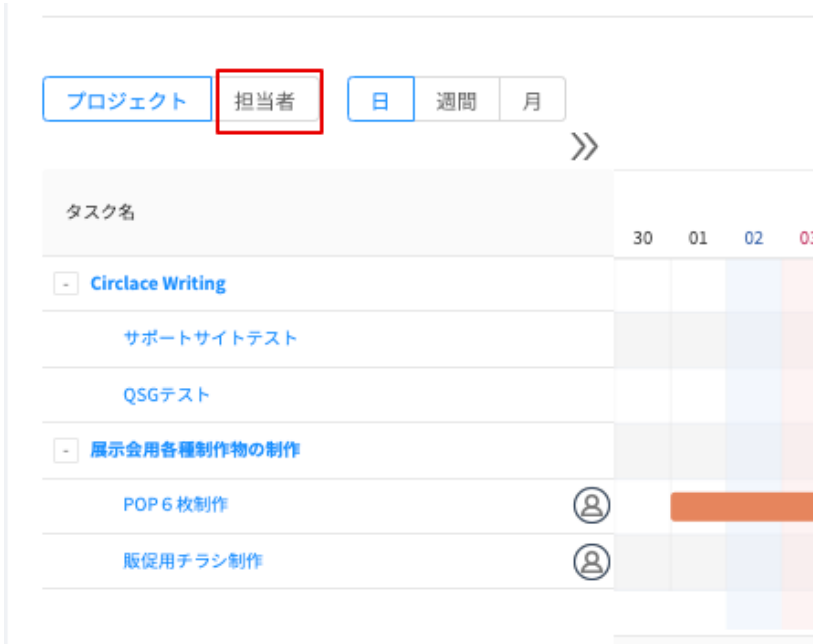 プロジェクト 担当者 日 週間 月
タスク名
30 01 02 03
- Circlace Writing
サポートサイトテスト
QSGテスト
- 展示会用各種制作物の制作
POP６枚制作
販促用チラシ制作